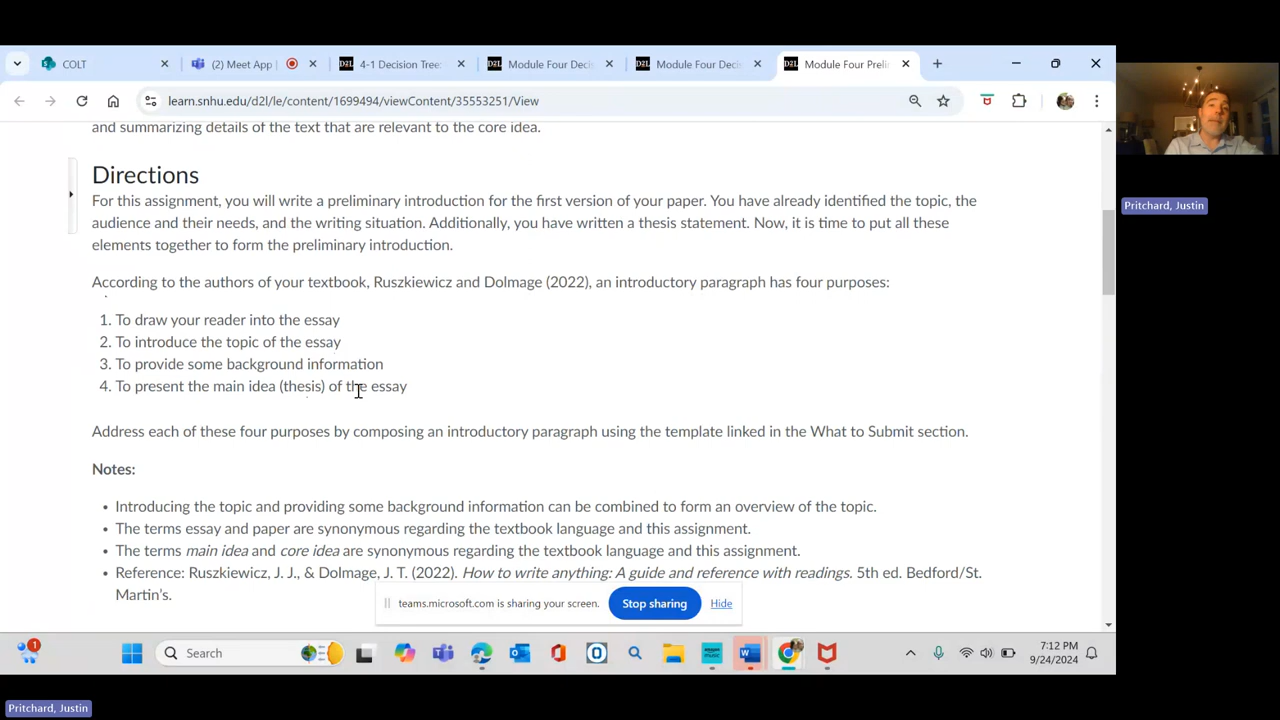 COLT
(2) Meet App
4-1 Decision Tree:
Module Four Deci
Module Four Deci
Module Four Preli
learn.snhu.edu/d2l/le/content/1699494/viewContent/35553251/View
and summarizing details of the text that are relevant to the core idea.
Directions
For this assignment, you will write a preliminary introduction for the first version of your paper. You have already identified the topic, the
audience and their needs, and the writing situation. Additionally, you have written a thesis statement. Now, it is time to put all these
elements together to form the preliminary introduction.
According to the authors of your textbook, Ruszkiewicz and Dolmage (2022), an introductory paragraph has four purposes:
1. To draw your reader into the essay
2. To introduce the topic of the essay
3. To provide some background information
4. To present the main idea (thesis) of the essay
Address each of these four purposes by composing an introductory paragraph using the template linked in the What to Submit section.
Notes:
• Introducing the topic and providing some background information can be combined to form an overview of the topic.
• The terms essay and paper are synonymous regarding the textbook language and this assignment.
• The terms main idea and core idea are synonymous regarding the textbook language and this assignment.
• Reference: Ruszkiewicz, J. J., & Dolmage, J. T. (2022). How to write anything: A guide and reference with readings. 5th ed. Bedford/St.
Martin's.
teams.microsoft.com is sharing your screen.
Stop sharing
Hide
Pritchard, Justin
1
Search
7:12 PM
9/24/2024
Pritchard, Justin